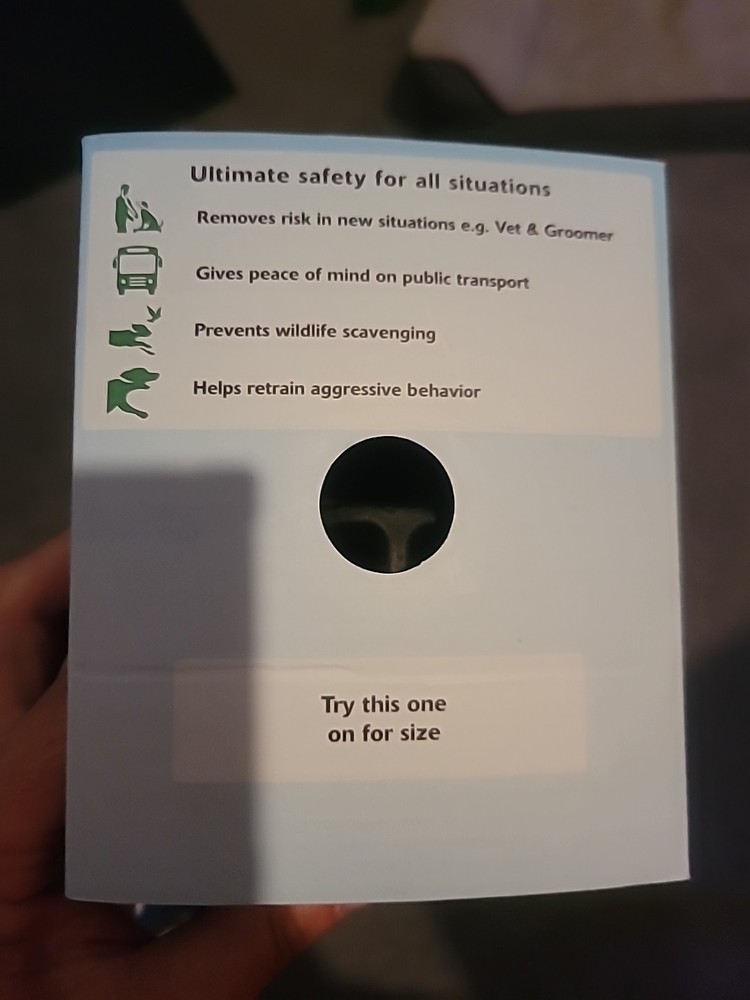 Ultimate safety for all situations
Removes risk in new situations e.g. Vet & Groomer
Gives peace of mind on public transport
Prevents wildlife scavenging
Helps retrain aggressive behavior
Try this one
on for size